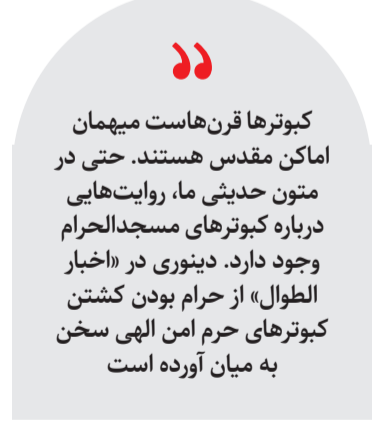 کبوترها قرن‌هاست میهمان
اماکن مقدس هستند. حتی در
متون حدیثی ما، روایت‌هایی
درباره کبوترهای مسجدالحرام
وجود دارد. دینوری در «اخبار
الطوال» از حرام بودن کشتن
کبوترهای حرم امن الهی سخن
به میان آورده است